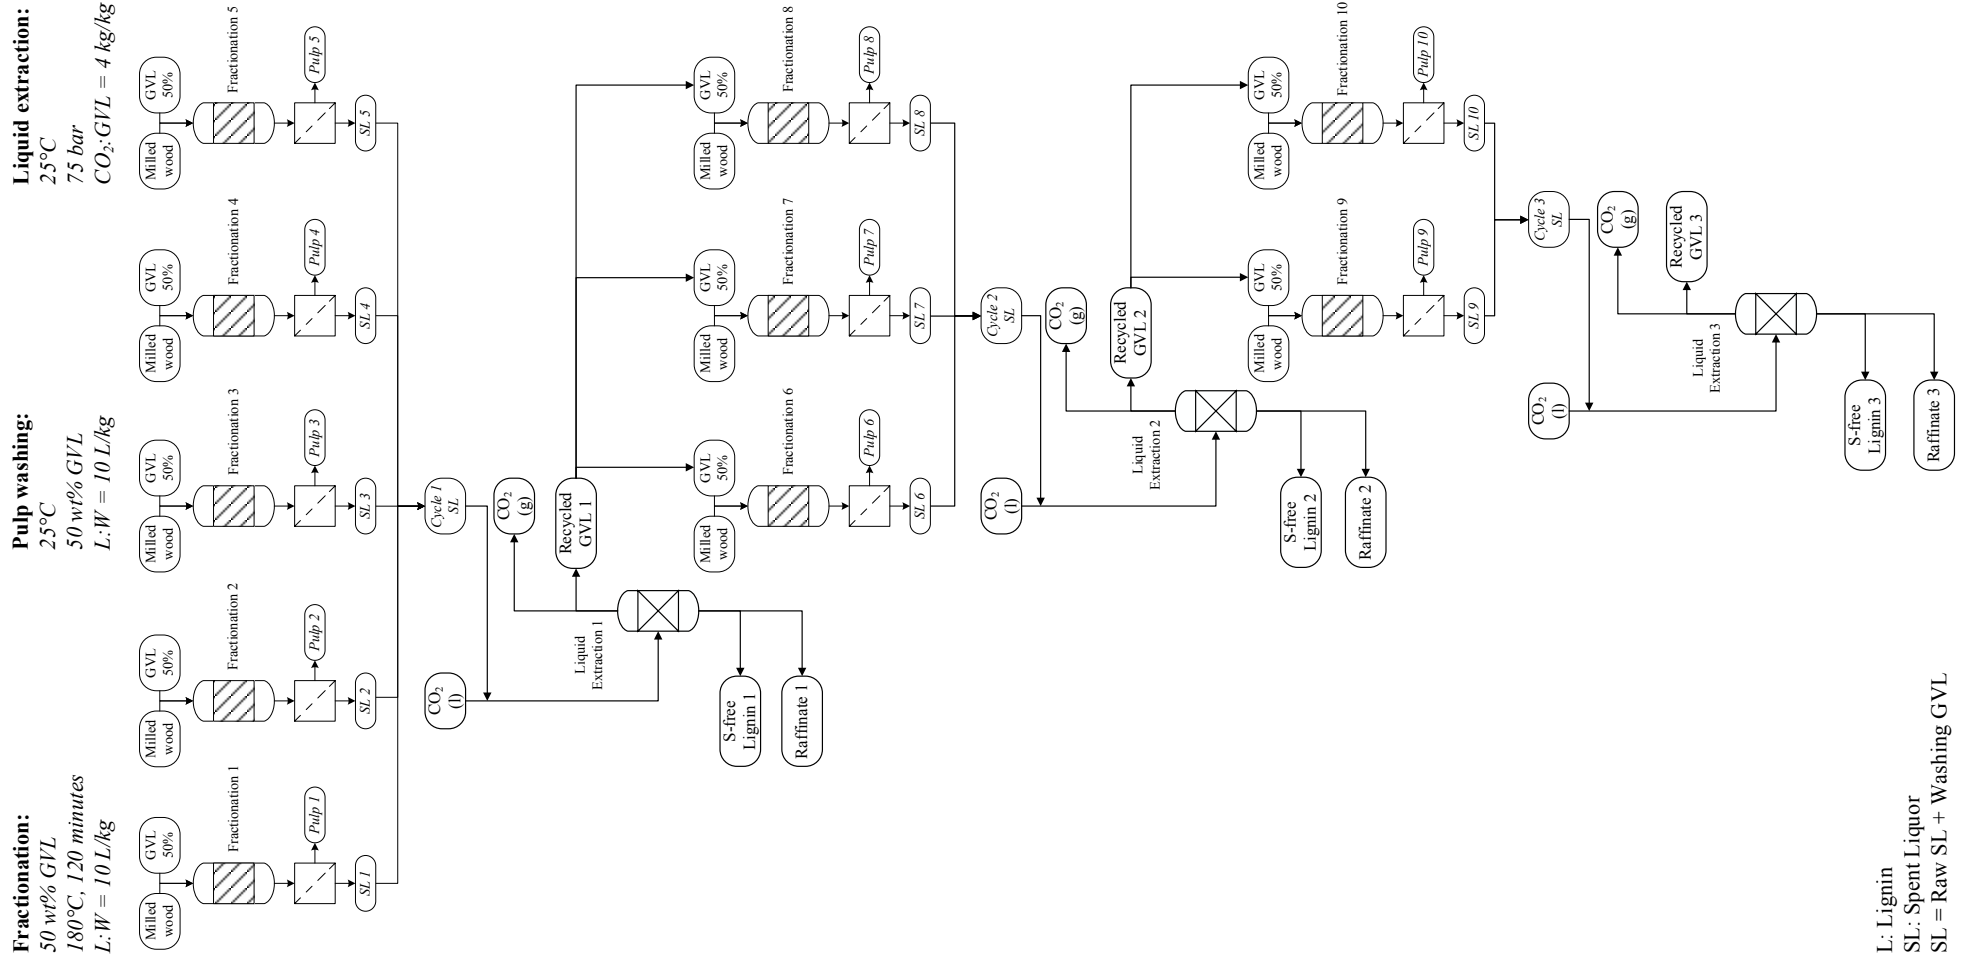 Fractionation:
50 wt% GVL
180°C, 120 minutes
L:W = 10 L/kg
Pulp washing:
25°C
50 wt% GVL
L:W = 10 L/kg
Liquid extraction:
25°C
75 bar
CO₂:GVL = 4 kg/kg
Milled
wood
GVL
50%
Fractionation 1
Pulp 1
SL 1
Milled
wood
GVL
50%
Fractionation 2
Pulp 2
SL 2
Milled
wood
GVL
50%
Fractionation 3
Pulp 3
SL 3
Milled
wood
GVL
50%
Fractionation 4
Pulp 4
SL 4
Milled
wood
GVL
50%
Fractionation 5
Pulp 5
SL 5
Cycle 1
SL
CO₂
(l)
CO₂
(g)
Recycled
GVL 1
Liquid
Extraction 1
S-free
Lignin 1
Raffinate 1
Milled
wood
GVL
50%
Fractionation 6
Pulp 6
SL 6
Milled
wood
GVL
50%
Fractionation 7
Pulp 7
SL 7
Milled
wood
GVL
50%
Fractionation 8
Pulp 8
SL 8
Cycle 2
SL
CO₂
(l)
CO₂
(g)
Recycled
GVL 2
Liquid
Extraction 2
S-free
Lignin 2
Raffinate 2
Milled
wood
GVL
50%
Fractionation 9
Pulp 9
SL 9
Milled
wood
GVL
50%
Fractionation 10
Pulp 10
SL 10
Cycle 3
SL
CO₂
(l)
CO₂
(g)
Recycled
GVL 3
Liquid
Extraction 3
S-free
Lignin 3
Raffinate 3
L: Lignin
SL: Spent Liquor
SL = Raw SL + Washing GVL